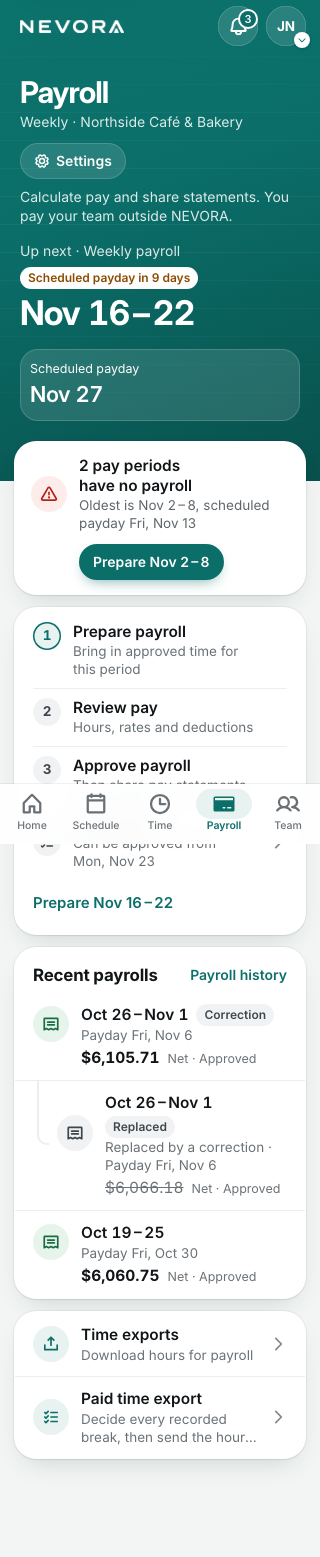 NEVORA
3
JN
Payroll
Weekly · Northside Café & Bakery
Settings
Calculate pay and share statements. You
pay your team outside NEVORA.
Up next · Weekly payroll
Scheduled payday in 9 days
Nov 16–22
Scheduled payday
Nov 27
2 pay periods
have no payroll
Oldest is Nov 2–8, scheduled
payday Fri, Nov 13
Prepare Nov 2–8
1
Prepare payroll
Bring in approved time for
this period
2
Review pay
Hours, rates and deductions
3
Approve payroll
Home
Schedule
Time
Payroll
Team
Can be approved from
Mon, Nov 23
Prepare Nov 16–22
Recent payrolls
Payroll history
Oct 26–Nov 1
Correction
Payday Fri, Nov 6
$6,105.71 Net · Approved
Oct 26–Nov 1
Replaced
Replaced by a correction ·
Payday Fri, Nov 6
$6,066.18 Net · Approved
Oct 19–25
Payday Fri, Oct 30
$6,060.75 Net · Approved
Time exports
Download hours for payroll
Paid time export
Decide every recorded
break, then send the hour...